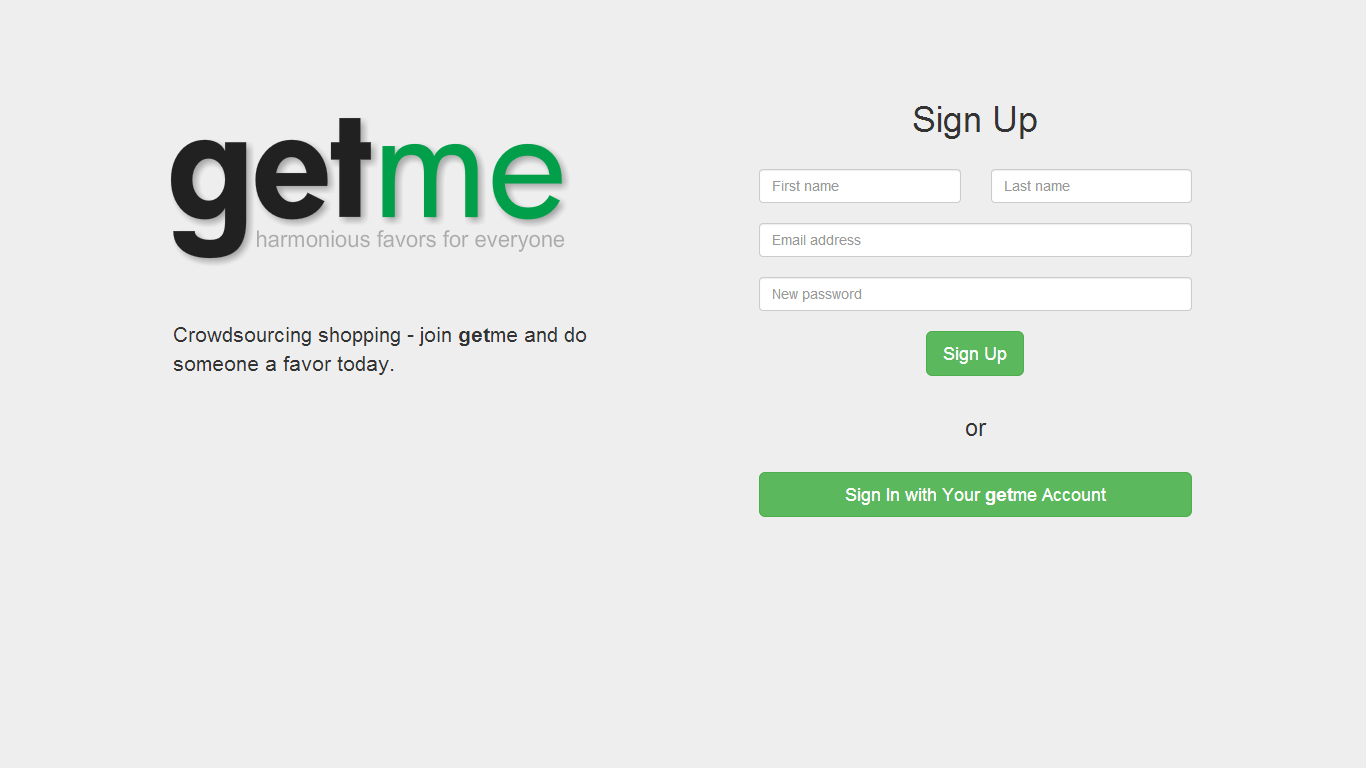 getme
harmonious favors for everyone
Crowdsourcing shopping - join getme and do
someone a favor today.
Sign Up
First name
Last name
Email address
New password
Sign Up
or
Sign In with Your getme Account